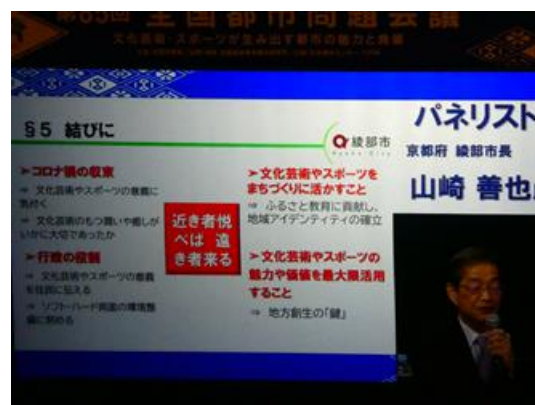 第85回 全国都市問題会議
文化芸術・スポーツが生み出す都市の魅力と発展
§5 結びに
綾部市
パネリスト
京都府 綾部市長
山崎 善也
➢コロナ禍の収束
⇒ 文化芸術やスポーツの意義に
気付く
⇒ 文化芸術のもつ潤いや癒しが
いかに大切であったか
➢行政の役割
⇒ 文化芸術やスポーツの意義
を住民に伝える
⇒ ソフト・ハード両面の環境整
備に努める
近き者悦
べば 遠
き者来る
➢文化芸術やスポーツを
まちづくりに活かすこと
⇒ ふるさと教育に貢献し、
地域アイデンティティの確立
➢文化芸術やスポーツの
魅力や価値を最大限活用
すること
⇒ 地方創生の「鍵」